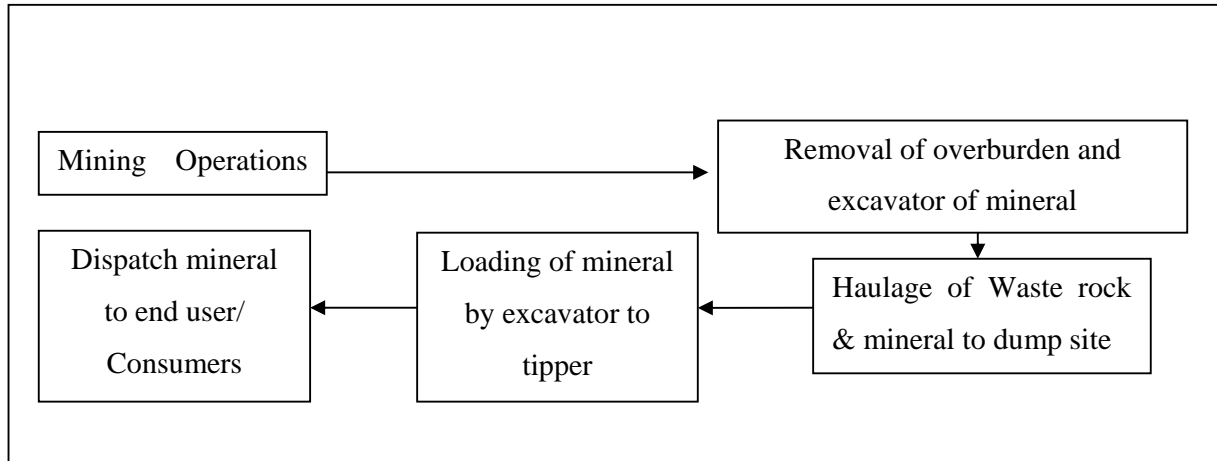 Mining Operations
Removal of overburden and
excavator of mineral
Haulage of Waste rock
& mineral to dump site
Loading of mineral
by excavator to
tipper
Dispatch mineral
to end user/
Consumers